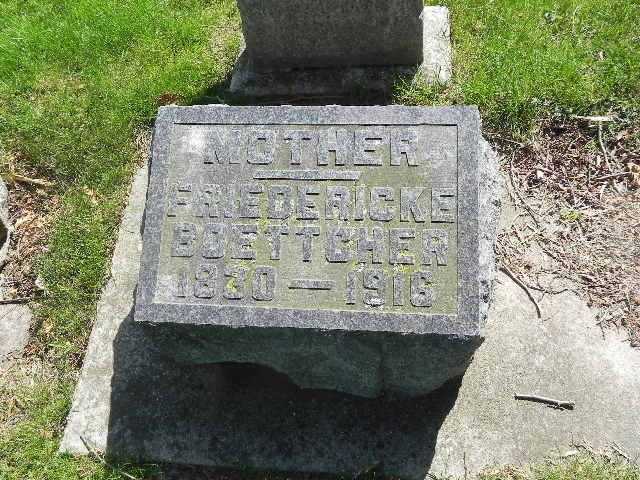 MOTHER
FRIEDERICKE
BOETTCHER
1830 — 1916